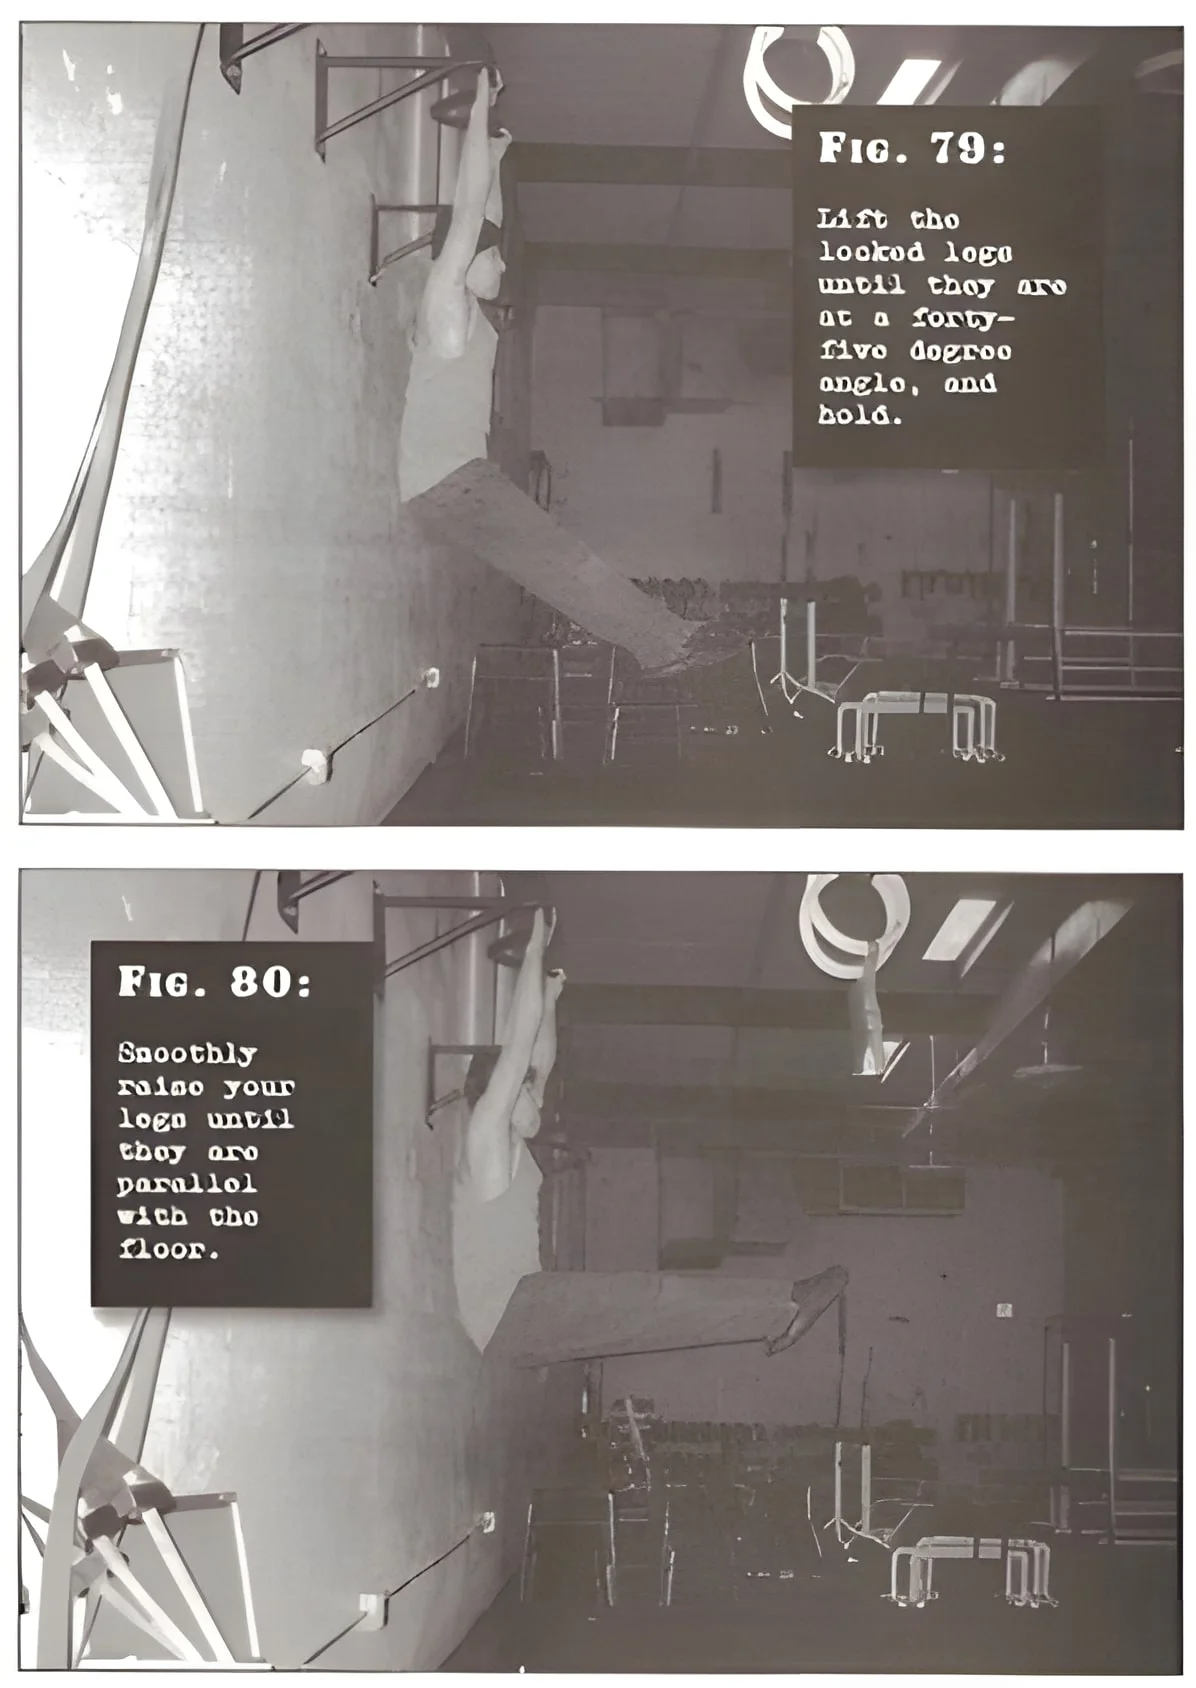 FIG. 79:
Lift the
locked legs
until they are
at a forty-
five degree
angle, and
hold.
FIG. 80:
Smoothly
raise your
legs until
they are
parallel
with the
floor.